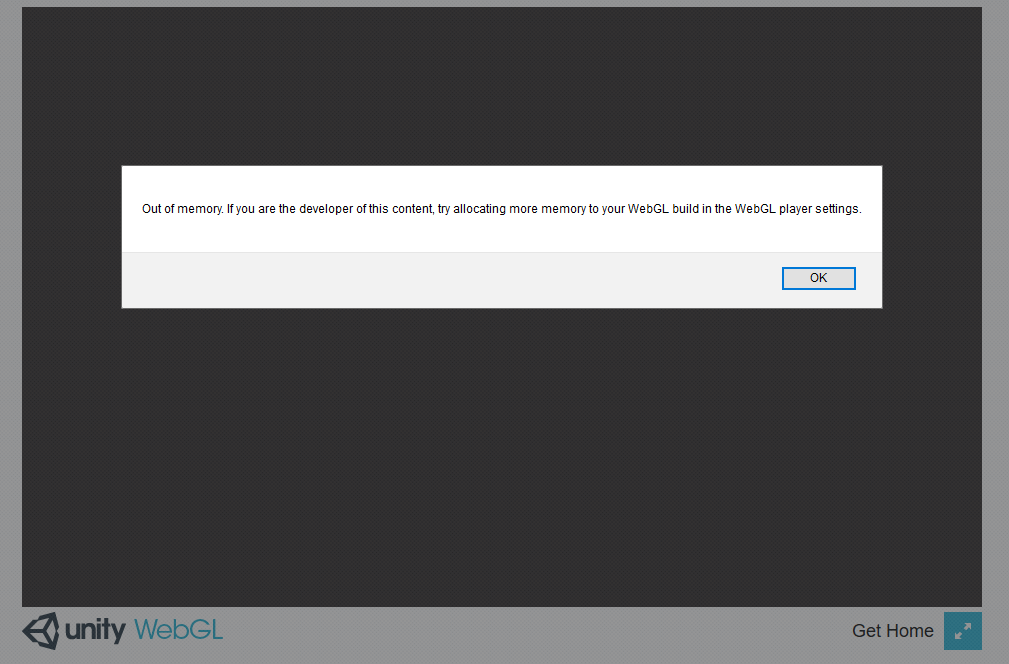 Out of memory. If you are the developer of this content, try allocating more memory to your WebGL build in the WebGL player settings.
OK
unity WebGL
Get Home